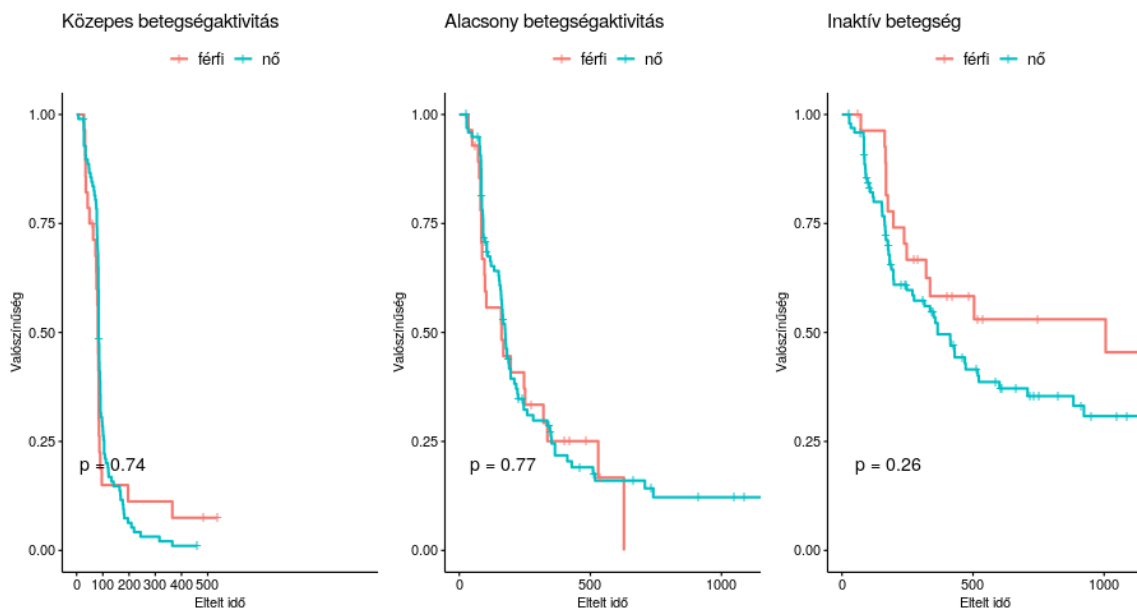 Közepes betegségaktivitás
férfi nő
Valószínűség
1.00
0.75
0.50
0.25
0.00
p = 0.74
0 100 200 300 400 500
Eltelt idő
Alacsony betegségaktivitás
férfi nő
Valószínűség
1.00
0.75
0.50
0.25
0.00
p = 0.77
0 500 1000
Eltelt idő
Inaktív betegség
férfi nő
Valószínűség
1.00
0.75
0.50
0.25
0.00
p = 0.26
0 500 1000
Eltelt idő